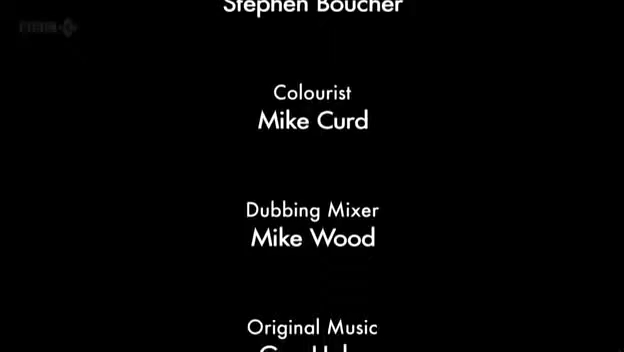 Stephen Boucher
Colourist
Mike Curd
Dubbing Mixer
Mike Wood
Original Music